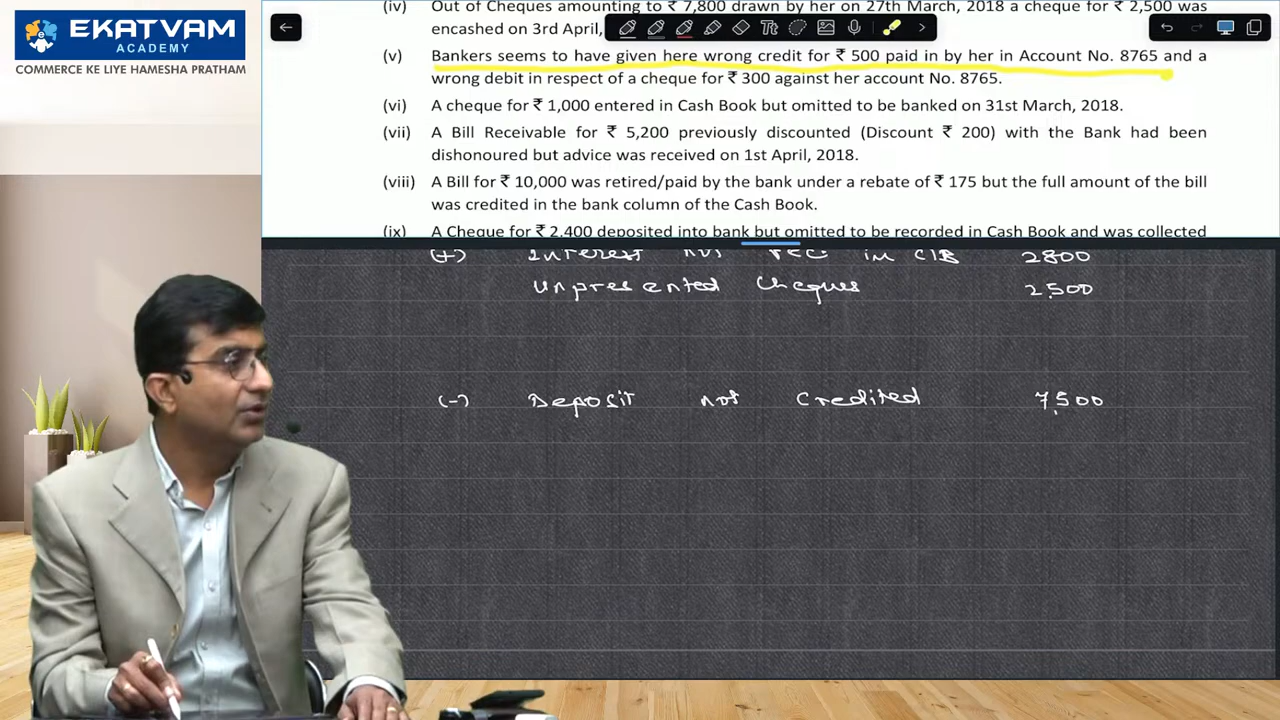 EKATVAM
ACADEMY
COMMERCE KE LIYE HAMESHA PRATHAM
(iv) Out of Cheques amounting to ₹ 7,800 drawn by her on 27th March, 2018 a cheque for ₹ 2,500 was
encashed on 3rd April,
(v) Bankers seems to have given here wrong credit for ₹ 500 paid in by her in Account No. 8765 and a
wrong debit in respect of a cheque for ₹ 300 against her account No. 8765.
(vi) A cheque for ₹ 1,000 entered in Cash Book but omitted to be banked on 31st March, 2018.
(vii) A Bill Receivable for ₹ 5,200 previously discounted (Discount ₹ 200) with the Bank had been
dishonoured but advice was received on 1st April, 2018.
(viii) A Bill for ₹ 10,000 was retired/paid by the bank under a rebate of ₹ 175 but the full amount of the bill
was credited in the bank column of the Cash Book.
(ix) A Cheque for ₹ 2,400 deposited into bank but omitted to be recorded in Cash Book and was collected
(+) Interest not rec in C/B 2800
Unpresented Cheques 2,500
(-) Deposit not Credited 7,500